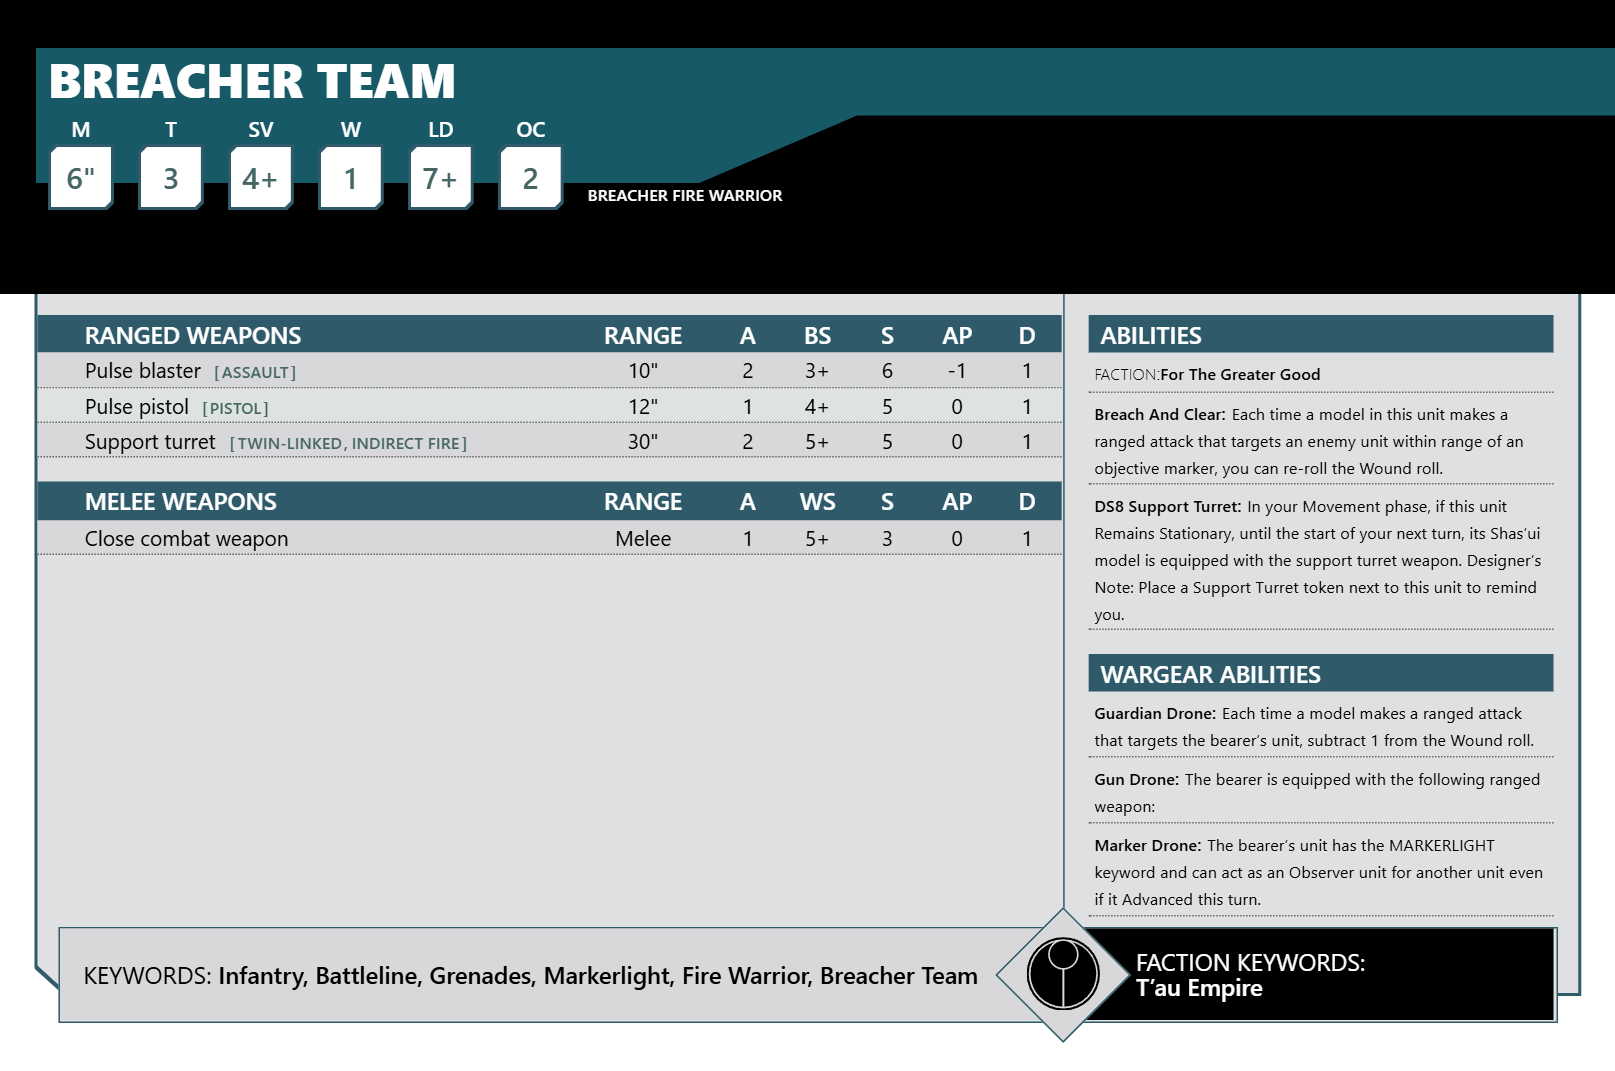 BREACHER TEAM
M T SV W LD OC
6" 3 4+ 1 7+ 2
BREACHER FIRE WARRIOR
RANGED WEAPONS RANGE A BS S AP D
Pulse blaster [ASSAULT] 10" 2 3+ 6 -1 1
Pulse pistol [PISTOL] 12" 1 4+ 5 0 1
Support turret [TWIN-LINKED, INDIRECT FIRE] 30" 2 5+ 5 0 1
MELEE WEAPONS RANGE A WS S AP D
Close combat weapon Melee 1 5+ 3 0 1
ABILITIES
FACTION:For The Greater Good
Breach And Clear: Each time a model in this unit makes a
ranged attack that targets an enemy unit within range of an
objective marker, you can re-roll the Wound roll.
DS8 Support Turret: In your Movement phase, if this unit
Remains Stationary, until the start of your next turn, its Shas’ui
model is equipped with the support turret weapon. Designer’s
Note: Place a Support Turret token next to this unit to remind
you.
WARGEAR ABILITIES
Guardian Drone: Each time a model makes a ranged attack
that targets the bearer’s unit, subtract 1 from the Wound roll.
Gun Drone: The bearer is equipped with the following ranged
weapon:
Marker Drone: The bearer’s unit has the MARKERLIGHT
keyword and can act as an Observer unit for another unit even
if it Advanced this turn.
KEYWORDS: Infantry, Battleline, Grenades, Markerlight, Fire Warrior, Breacher Team
FACTION KEYWORDS:
T’au Empire